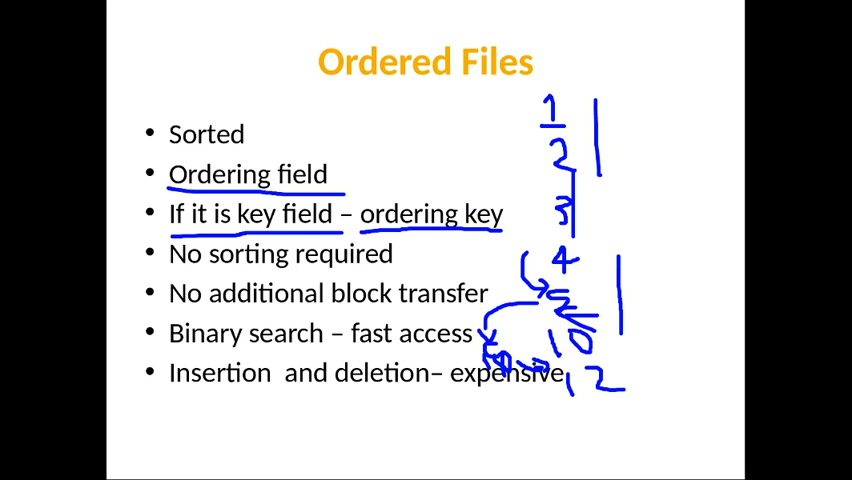 Ordered Files
• Sorted
• Ordering field
• If it is key field – ordering key
• No sorting required
• No additional block transfer
• Binary search – fast access
• Insertion and deletion– expensive
1
2
3
4
5
10
12